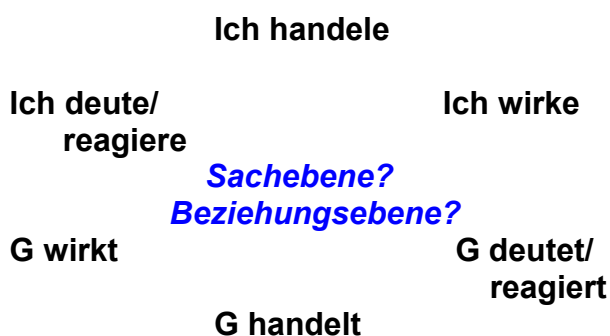 Ich handele
Ich deute/ Ich wirke
reagiere
Sachebene?
Beziehungsebene?
G wirkt G deutet/
reagiert
G handelt